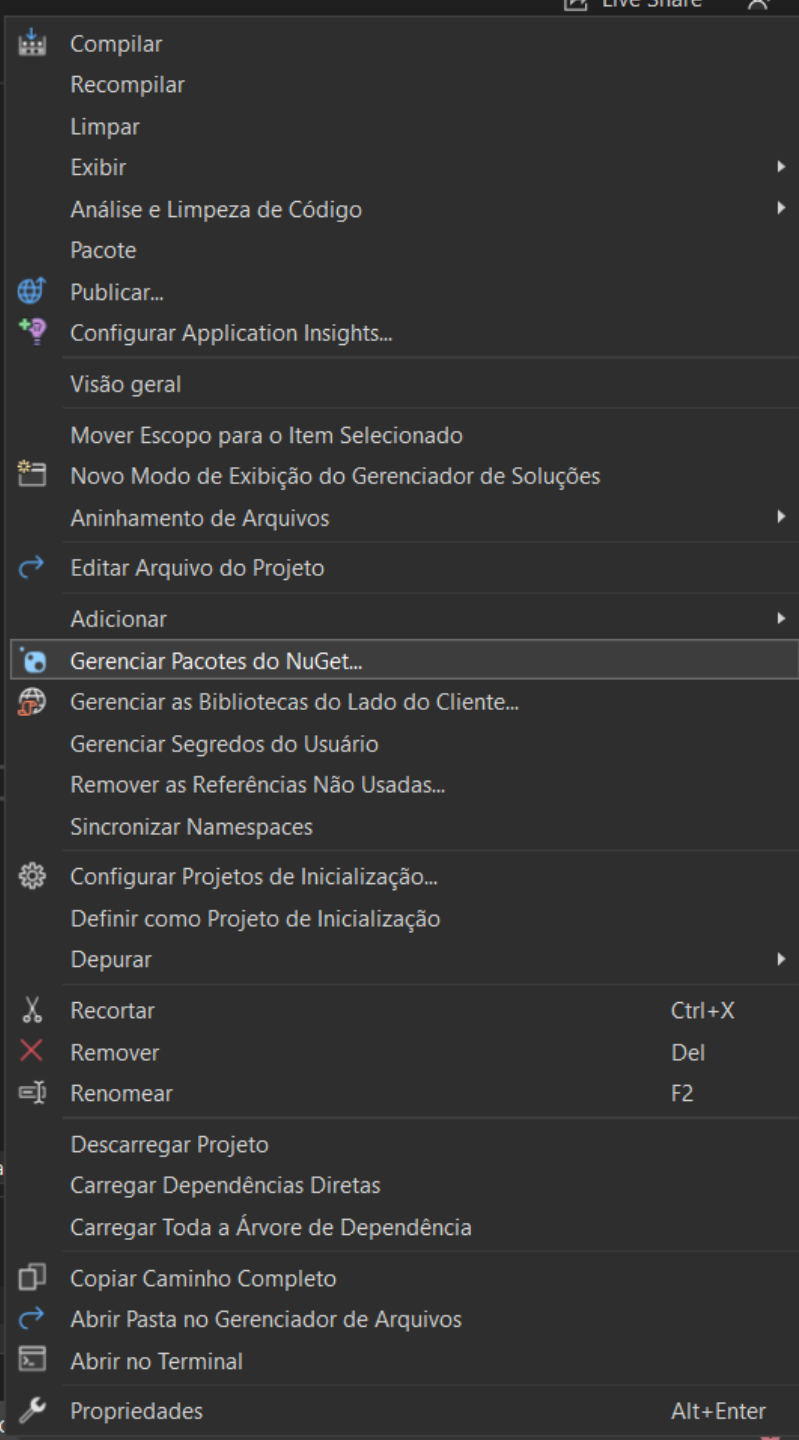 Live Share
Compilar
Recompilar
Limpar
Exibir
Análise e Limpeza de Código
Pacote
Publicar...
Configurar Application Insights...
Visão geral
Mover Escopo para o Item Selecionado
Novo Modo de Exibição do Gerenciador de Soluções
Aninhamento de Arquivos
Editar Arquivo do Projeto
Adicionar
Gerenciar Pacotes do NuGet...
Gerenciar as Bibliotecas do Lado do Cliente...
Gerenciar Segredos do Usuário
Remover as Referências Não Usadas...
Sincronizar Namespaces
Configurar Projetos de Inicialização...
Definir como Projeto de Inicialização
Depurar
Recortar Ctrl+X
Remover Del
Renomear F2
Descarregar Projeto
Carregar Dependências Diretas
Carregar Toda a Árvore de Dependência
Copiar Caminho Completo
Abrir Pasta no Gerenciador de Arquivos
Abrir no Terminal
Propriedades Alt+Enter